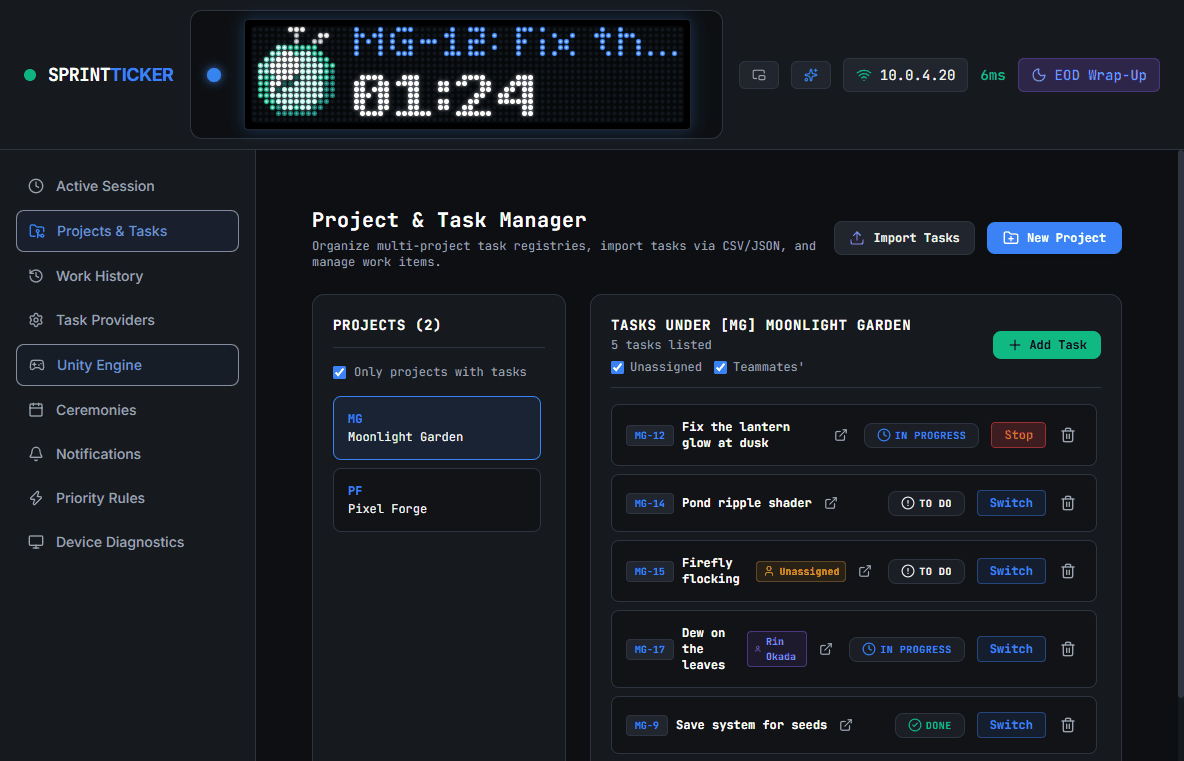 SPRINTTICKER
MG-12: Fix th...
01:24
10.0.4.20
6ms
EOD Wrap-Up
Active Session
Projects & Tasks
Work History
Task Providers
Unity Engine
Ceremonies
Notifications
Priority Rules
Device Diagnostics
Project & Task Manager
Organize multi-project task registries, import tasks via CSV/JSON, and
manage work items.
Import Tasks
New Project
PROJECTS (2)
Only projects with tasks
MG
Moonlight Garden
PF
Pixel Forge
TASKS UNDER [MG] MOONLIGHT GARDEN
5 tasks listed
Unassigned
Teammates'
+ Add Task
MG-12
Fix the lantern
glow at dusk
IN PROGRESS
Stop
MG-14
Pond ripple shader
TO DO
Switch
MG-15
Firefly
flocking
Unassigned
TO DO
Switch
MG-17
Dew on
the
leaves
Rin
Okada
IN PROGRESS
Switch
MG-9
Save system for seeds
DONE
Switch